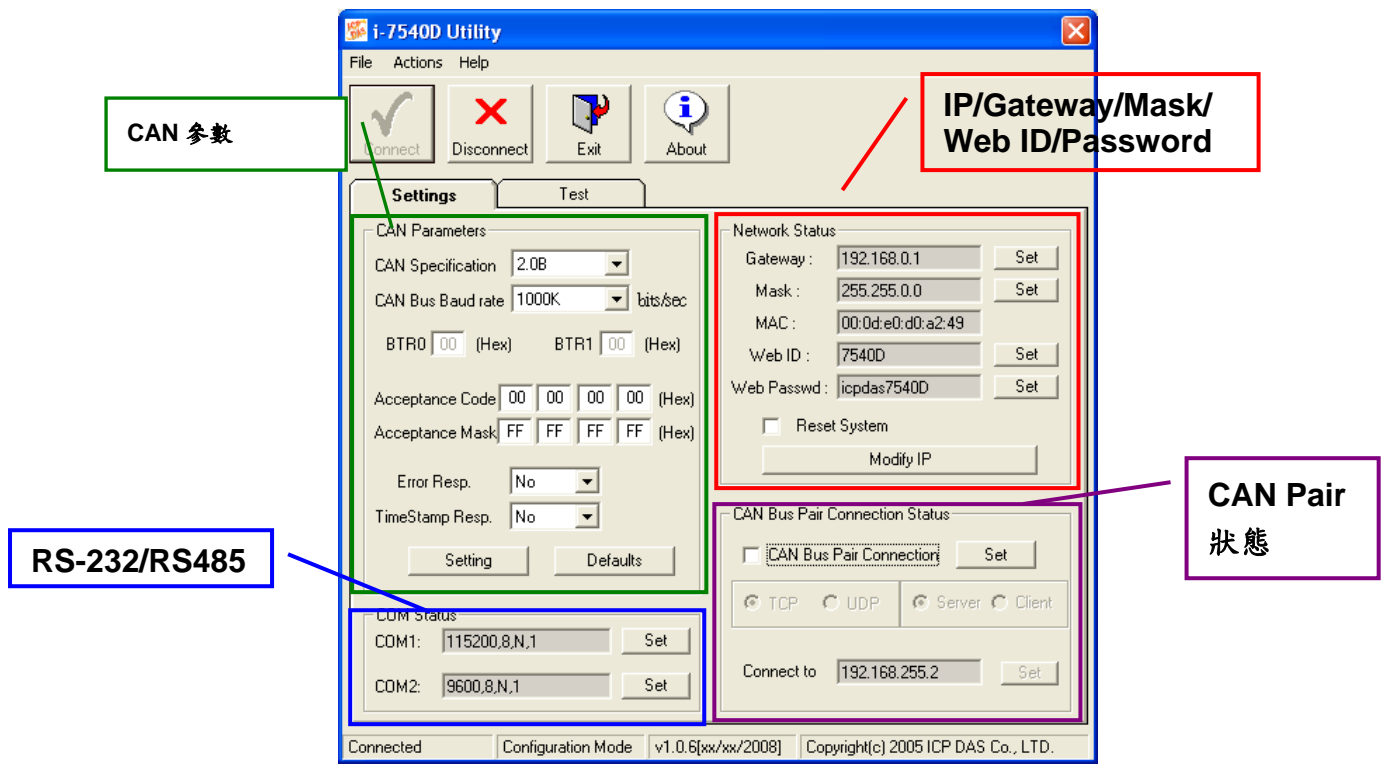 i-7540D Utility
File Actions Help
Connect Disconnect Exit About
CAN 參數
IP/Gateway/Mask/
Web ID/Password
Settings Test
CAN Parameters
CAN Specification 2.0B
CAN Bus Baud rate 1000K bits/sec
BTR0 00 (Hex) BTR1 00 (Hex)
Acceptance Code 00 00 00 00 (Hex)
Acceptance Mask FF FF FF FF (Hex)
Error Resp. No
TimeStamp Resp. No
Setting Defaults
RS-232/RS485
COM Status
COM1: 115200,8,N,1 Set
COM2: 9600,8,N,1 Set
Network Status
Gateway : 192.168.0.1 Set
Mask : 255.255.0.0 Set
MAC : 00:0d:e0:d0:a2:49
Web ID : 7540D Set
Web Passwd : icpdas7540D Set
Reset System
Modify IP
CAN Pair
狀態
CAN Bus Pair Connection Status
CAN Bus Pair Connection Set
TCP UDP Server Client
Connect to 192.168.255.2 Set
Connected Configuration Mode v1.0.6[xx/xx/2008] Copyright(c) 2005 ICP DAS Co., LTD.